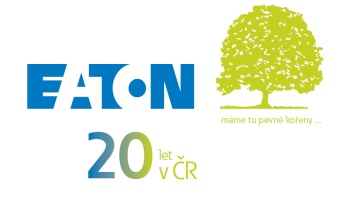 EATON
máme tu pevné kořeny ...
20 let
v ČR